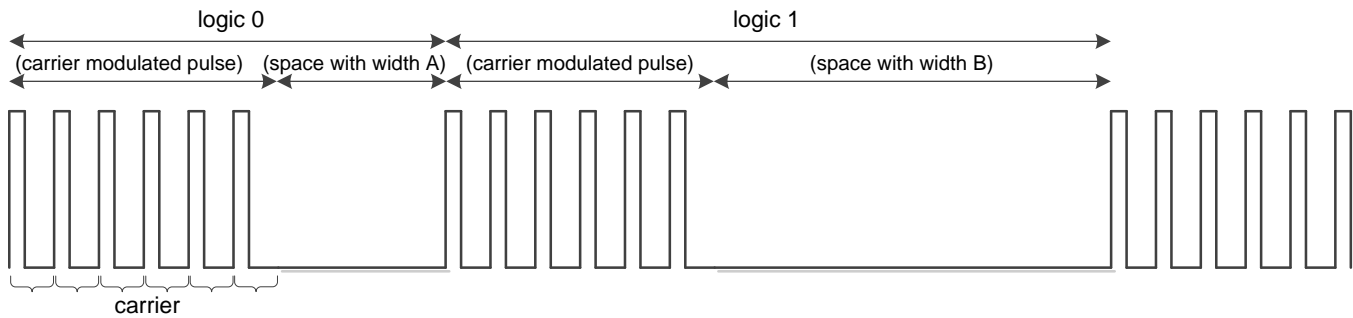 logic 0
logic 1
(carrier modulated pulse)
(space with width A)
(carrier modulated pulse)
(space with width B)
carrier